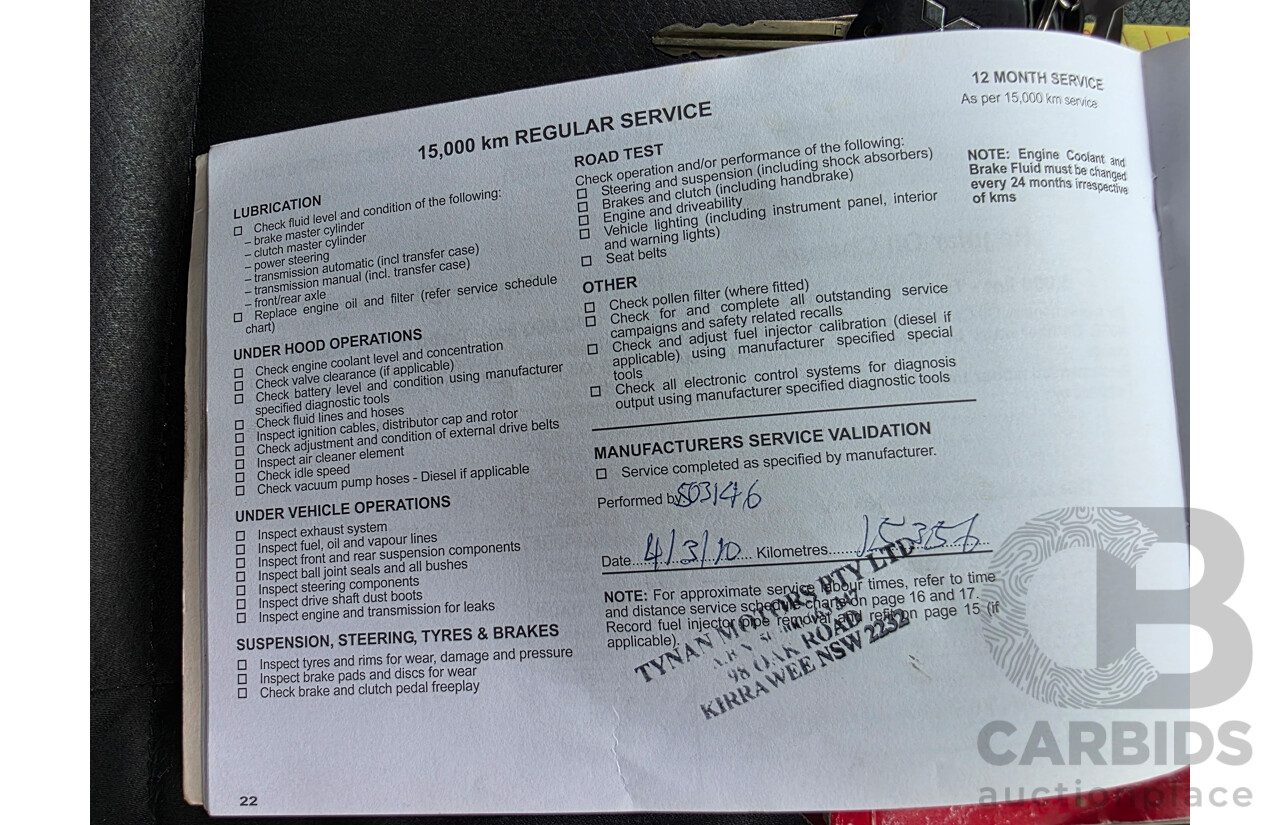 15,000 km REGULAR SERVICE
12 MONTH SERVICE
As per 15,000 km service
LUBRICATION
Check fluid level and condition of the following:
– brake master cylinder
– clutch master cylinder
– power steering
– transmission automatic (incl transfer case)
– transmission manual (incl. transfer case)
– front/rear axle
Replace engine oil and filter (refer service schedule
chart)
UNDER HOOD OPERATIONS
Check engine coolant level and concentration
Check valve clearance (if applicable)
Check battery level and condition using manufacturer
specified diagnostic tools
Check fluid lines and hoses
Inspect ignition cables, distributor cap and rotor
Check adjustment and condition of external drive belts
Inspect air cleaner element
Check idle speed
Check vacuum pump hoses - Diesel if applicable
UNDER VEHICLE OPERATIONS
Inspect exhaust system
Inspect fuel, oil and vapour lines
Inspect front and rear suspension components
Inspect ball joint seals and all bushes
Inspect steering components
Inspect drive shaft dust boots
Inspect engine and transmission for leaks
SUSPENSION, STEERING, TYRES & BRAKES
Inspect tyres and rims for wear, damage and pressure
Inspect brake pads and discs for wear
Check brake and clutch pedal freeplay
22
ROAD TEST
Check operation and/or performance of the following:
Steering and suspension (including shock absorbers)
Brakes and clutch (including handbrake)
Engine and driveability
Vehicle lighting (including instrument panel, interior
and warning lights)
Seat belts
OTHER
Check pollen filter (where fitted)
Check for and complete all outstanding service
campaigns and safety related recalls
Check and adjust fuel injector calibration (diesel if
applicable) using manufacturer specified special
tools
Check all electronic control systems for diagnosis
output using manufacturer specified diagnostic tools
MANUFACTURERS SERVICE VALIDATION
Service completed as specified by manufacturer.
Performed by 503146
Date... 4/3/10 ... Kilometres....... 15356
NOTE: For approximate service labour times, refer to time
and distance service schedule charts on page 16 and 17.
Record fuel injector pipe removal and refit on page 15 (if
applicable).
TYNAN MOTORS PTY LTD
98 OAK ROAD
KIRRAWEE NSW 2232
NOTE: Engine Coolant and
Brake Fluid must be changed
every 24 months irrespective
of kms
CB
CARBIDS
auctionplace